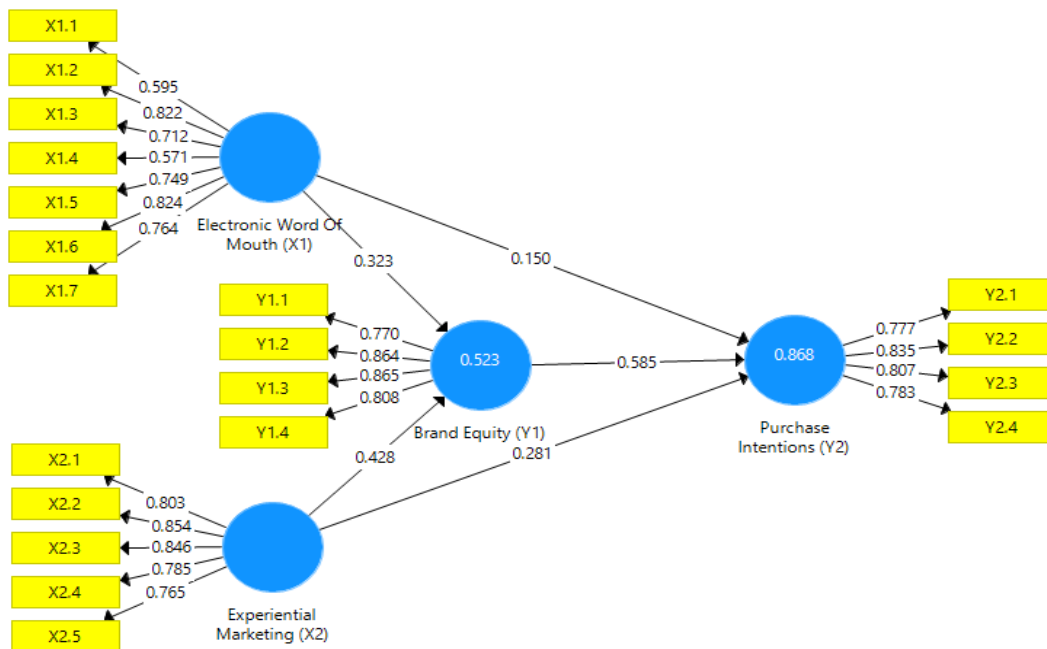 X1.1
X1.2
X1.3
X1.4
X1.5
X1.6
X1.7
0.595
0.822
0.712
0.571
0.749
0.824
0.764
Electronic Word Of
Mouth (X1)
0.323
0.150
Y1.1
Y1.2
Y1.3
Y1.4
0.770
0.864
0.865
0.808
0.523
Brand Equity (Y1)
0.585
0.868
Purchase
Intentions (Y2)
0.777
0.835
0.807
0.783
Y2.1
Y2.2
Y2.3
Y2.4
0.428
0.281
X2.1
X2.2
X2.3
X2.4
X2.5
0.803
0.854
0.846
0.785
0.765
Experiential
Marketing (X2)